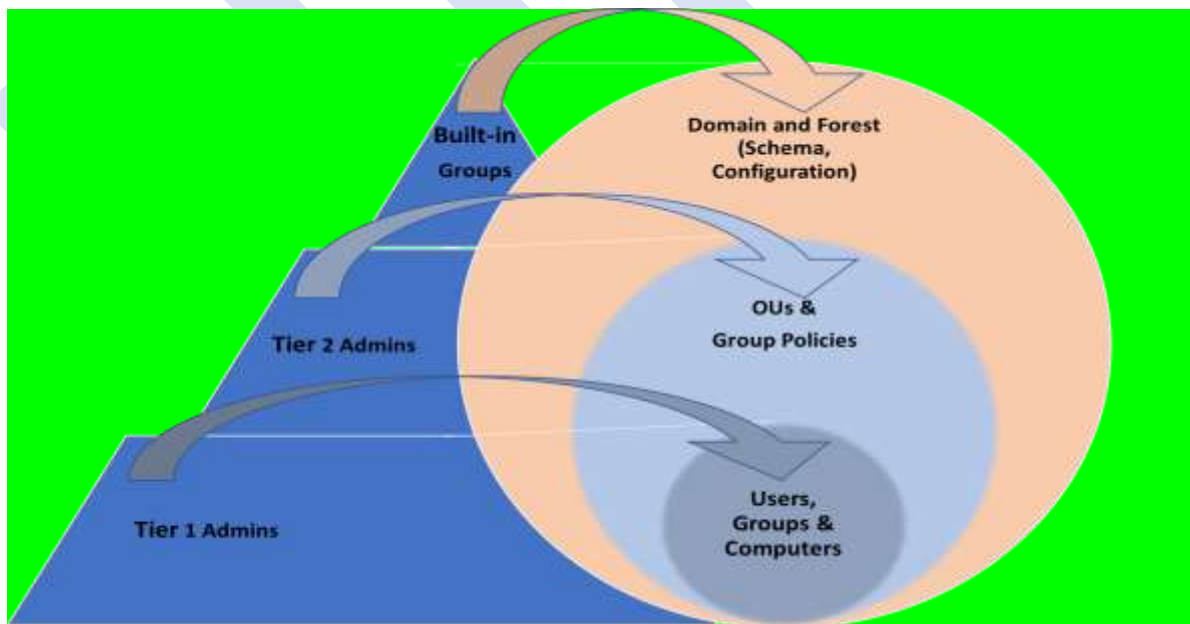 Built-in
Groups
Domain and Forest
(Schema,
Configuration)
Tier 2 Admins
OUs &
Group Policies
Tier 1 Admins
Users,
Groups &
Computers